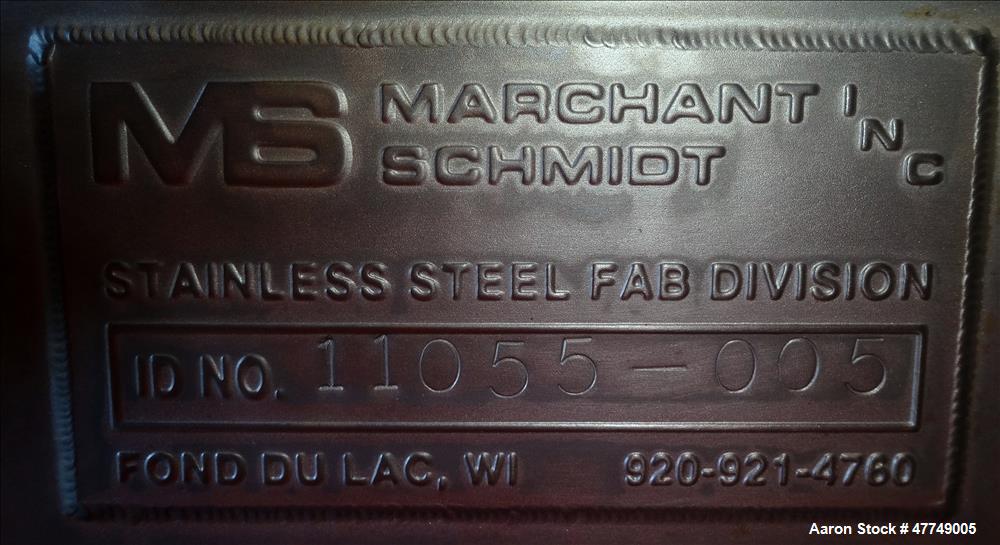 MS MARCHANT INC
SCHMIDT
STAINLESS STEEL FAB DIVISION
ID NO. 11055-005
FOND DU LAC, WI 920-921-4760
Aaron Stock # 47749005